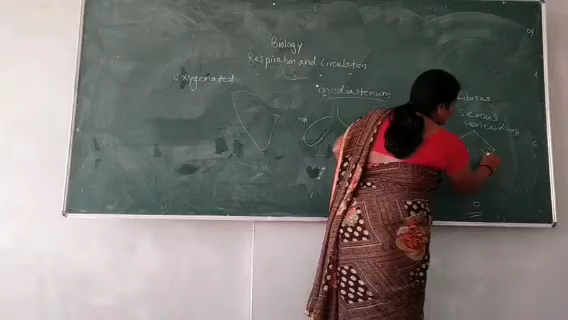 Biology
Respiration and Circulation
Oxygenated
mediastenum
Fibrous
Serous
Pericardium